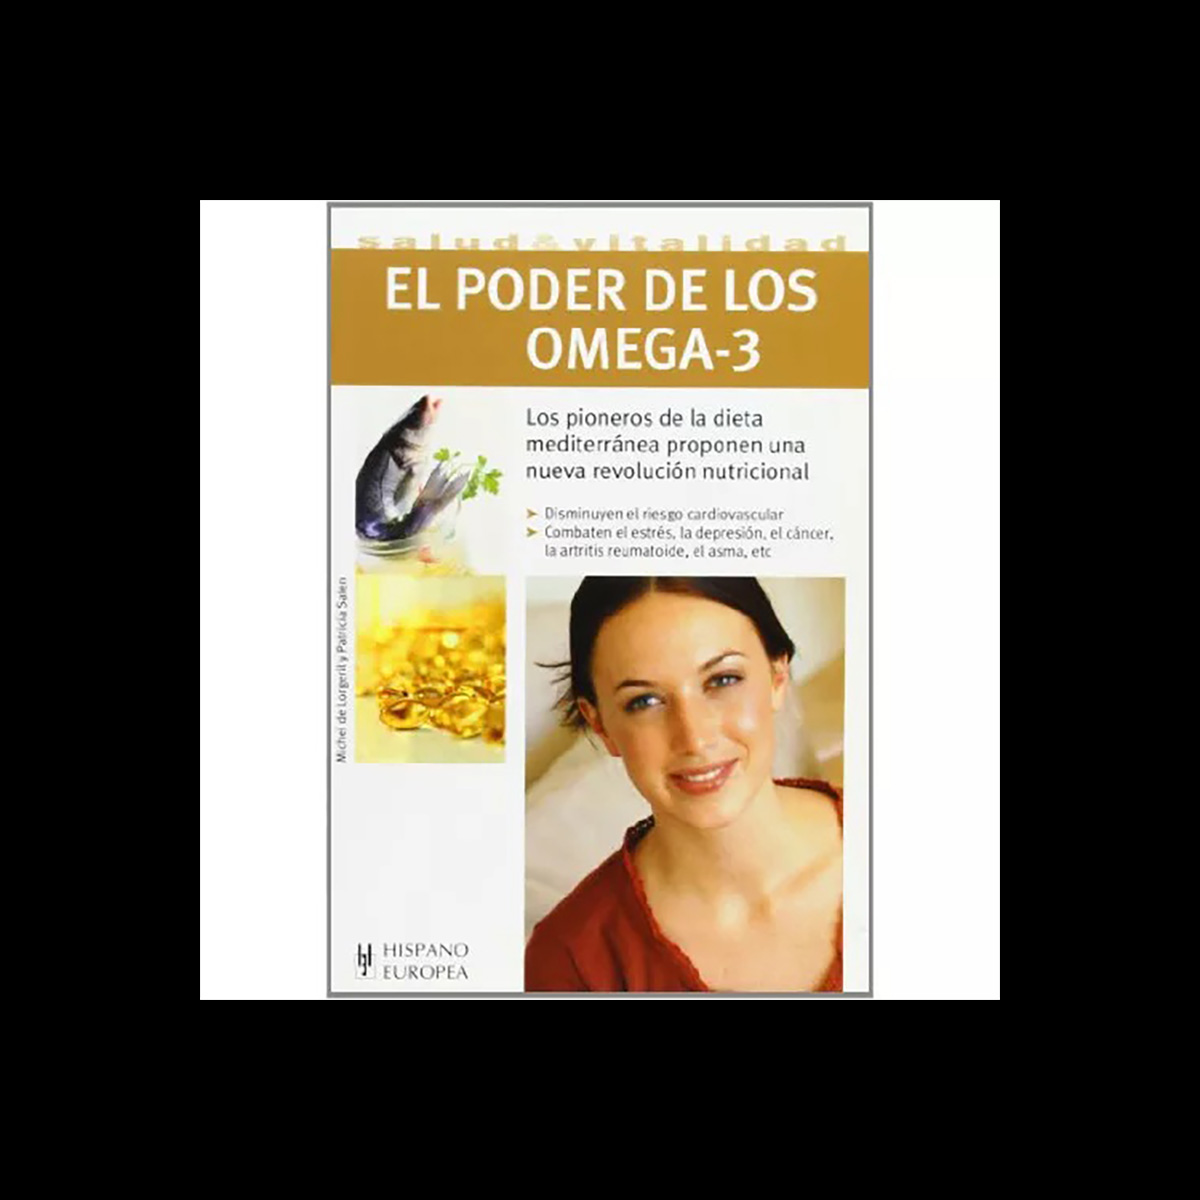 salud&vitalidad
EL PODER DE LOS
OMEGA-3
Los pioneros de la dieta
mediterránea proponen una
nueva revolución nutricional
➤ Disminuyen el riesgo cardiovascular
➤ Combaten el estrés, la depresión, el cáncer,
la artritis reumatoide, el asma, etc
Michel de Lorgeril y Patricia Salen
HISPANO
EUROPEA